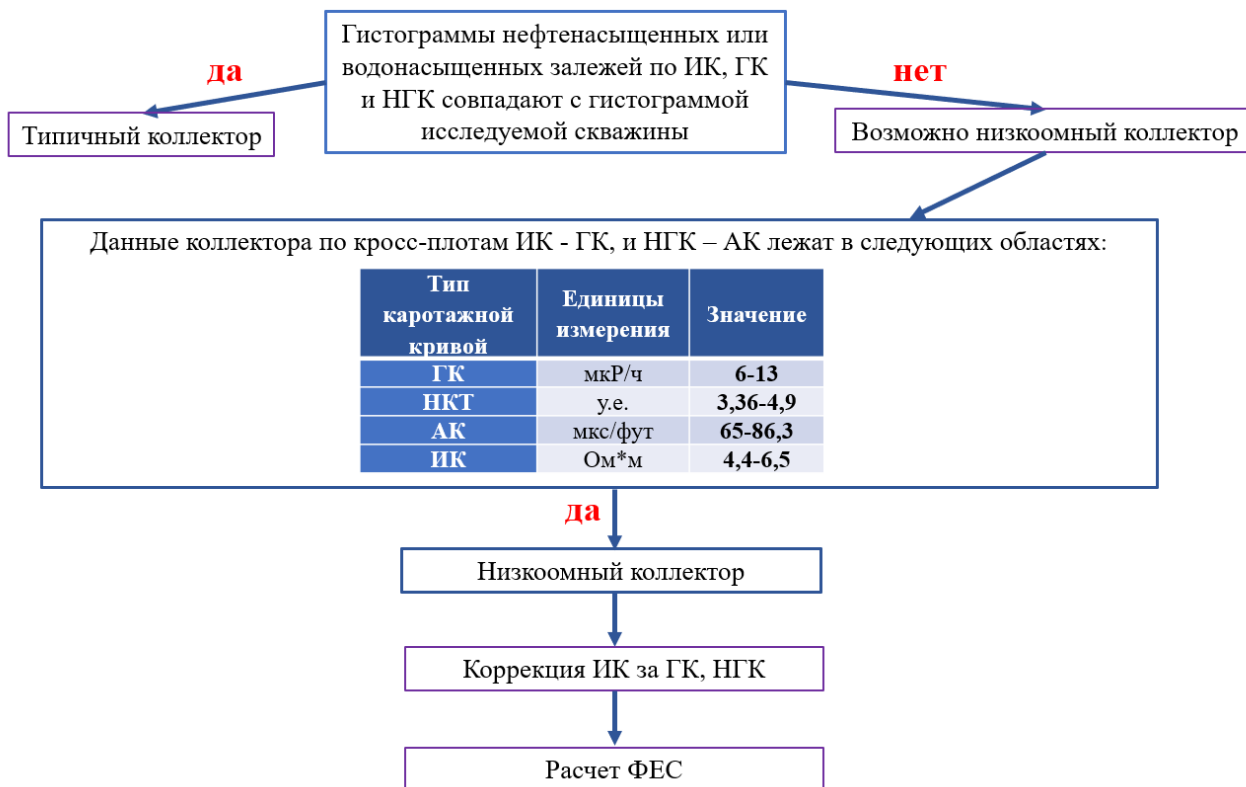 Гистограммы нефтенасыщенных или
водонасыщенных залежей по ИК, ГК
и НГК совпадают с гистограммой
исследуемой скважины
да
нет
Типичный коллектор
Возможно низкоомный коллектор
Данные коллектора по кросс-плотам ИК - ГК, и НГК – АК лежат в следующих областях:
Тип
каротажной
кривой
Единицы
измерения
Значение
ГК мкР/ч 6-13
НКТ у.е. 3,36-4,9
АК мкс/фут 65-86,3
ИК Ом*м 4,4-6,5
да
Низкоомный коллектор
Коррекция ИК за ГК, НГК
Расчет ФЕС